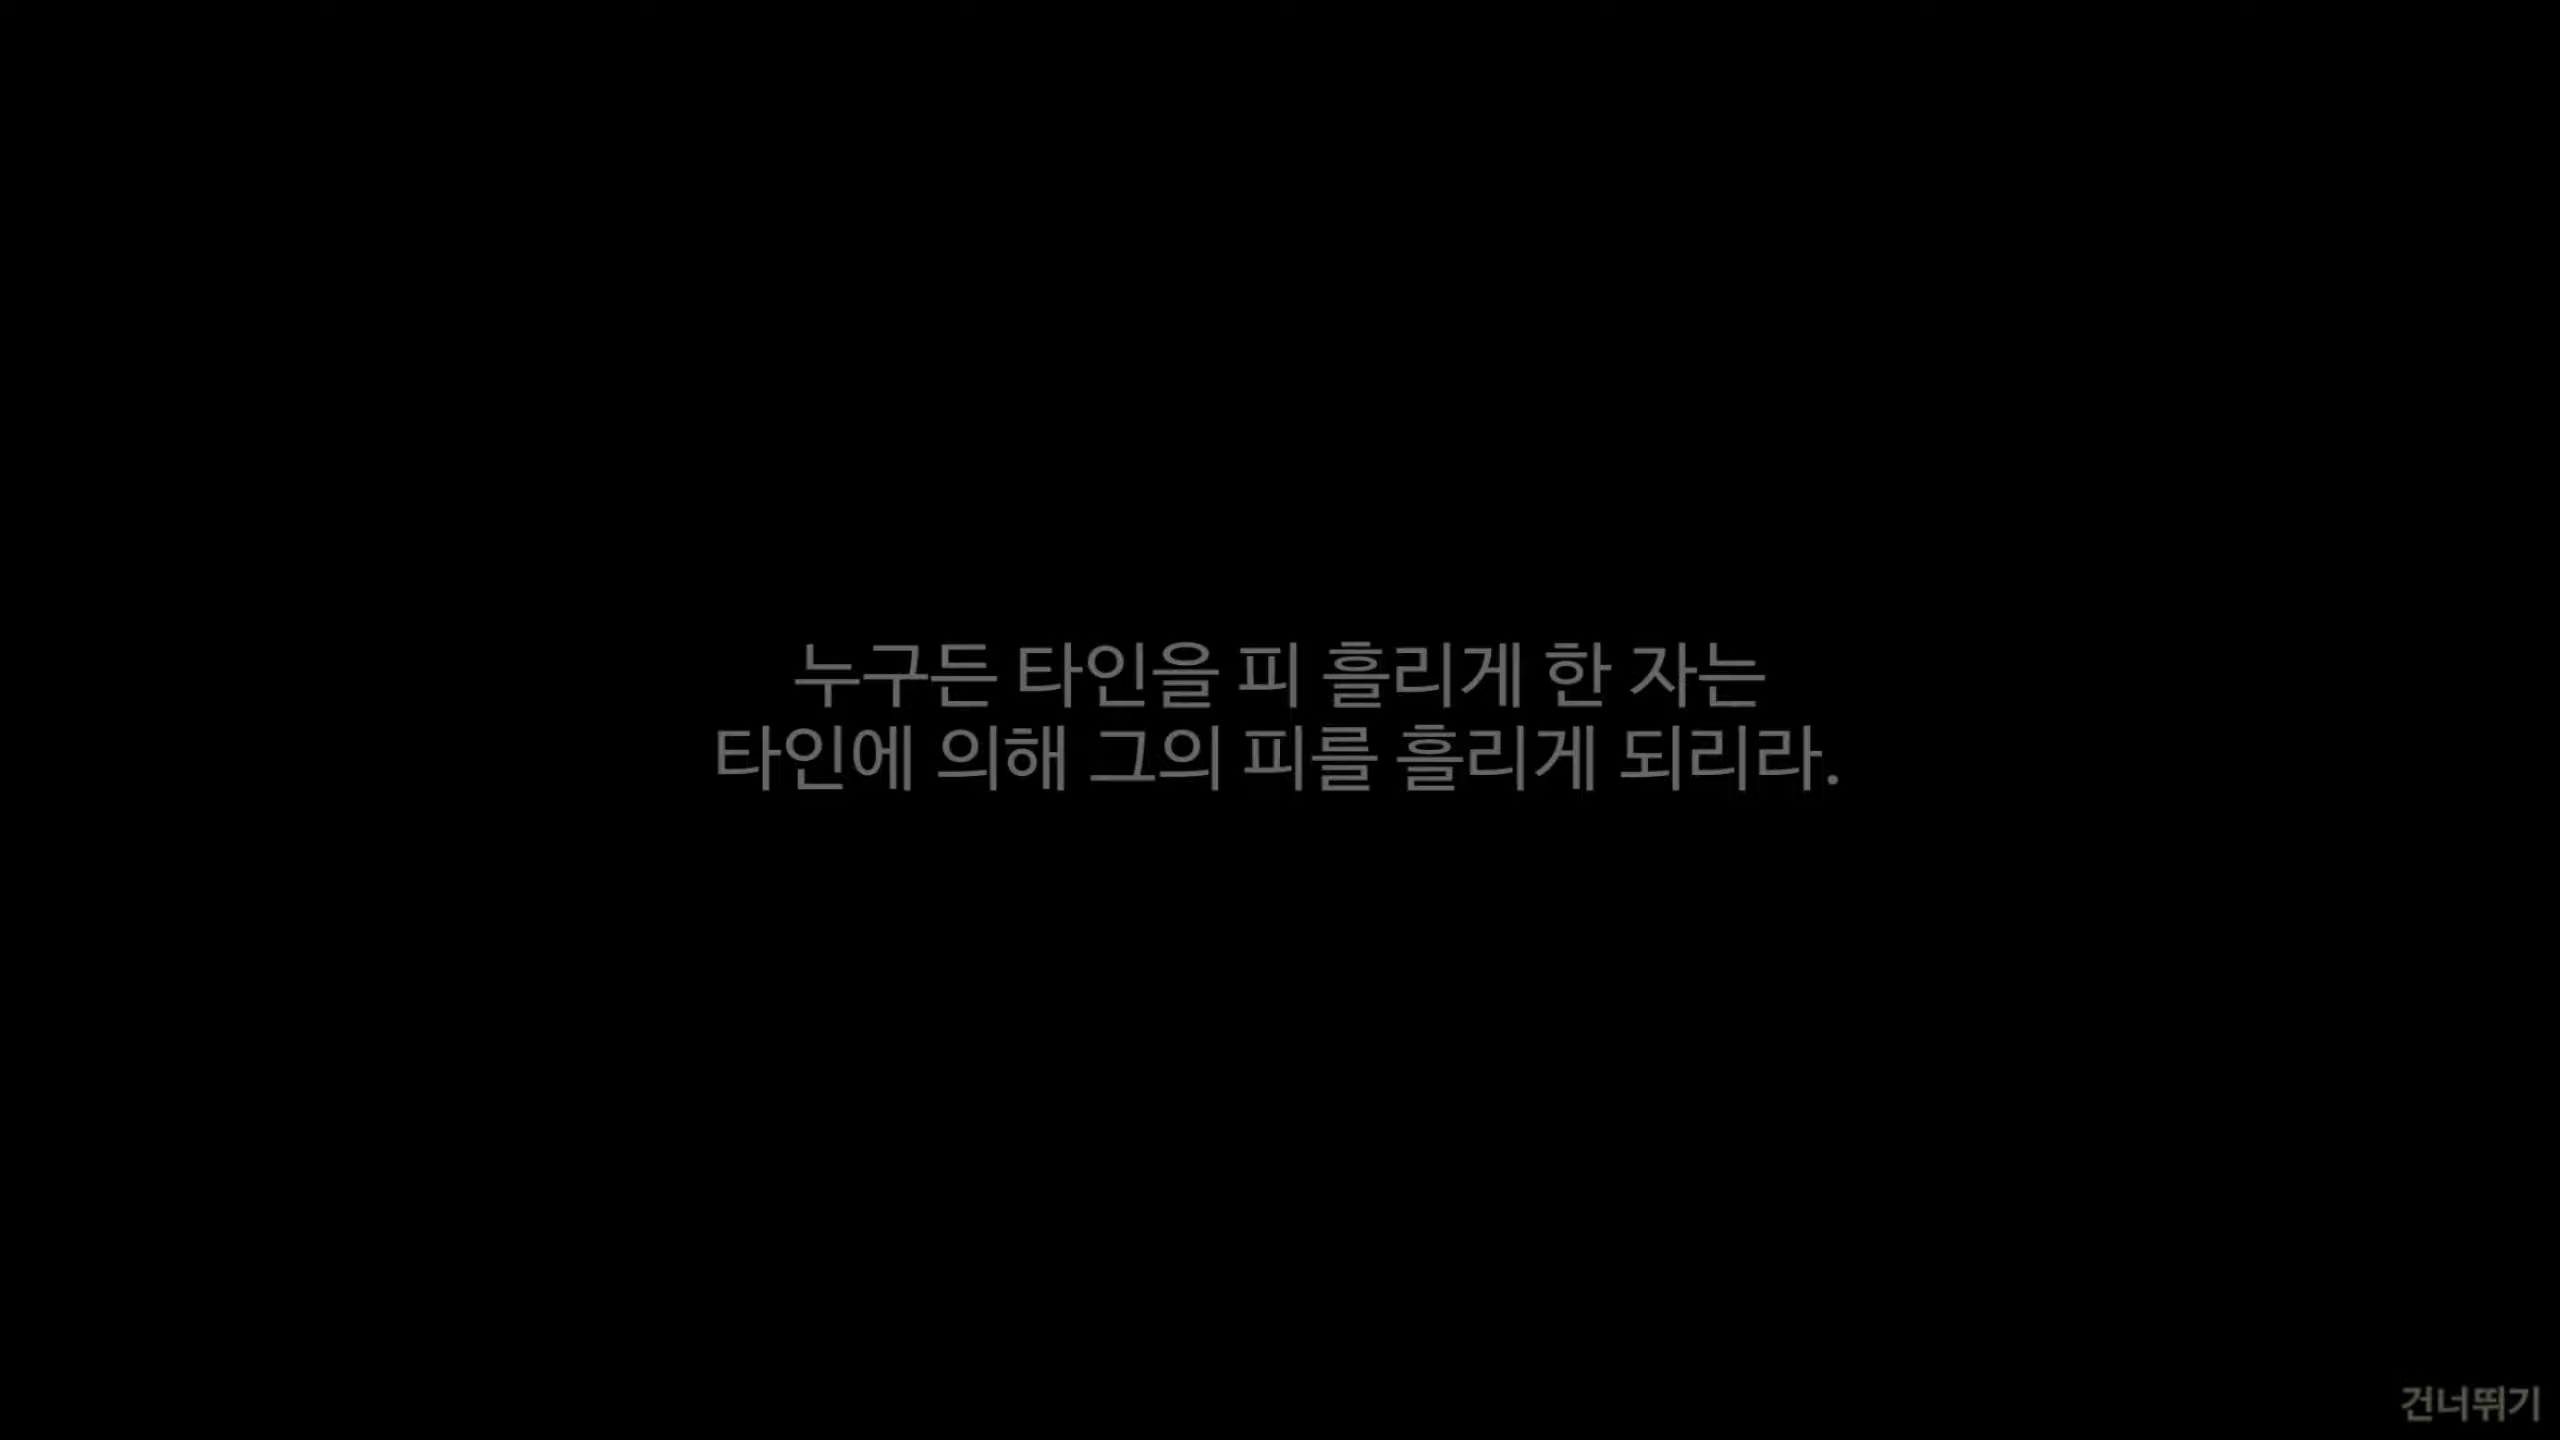 누구든 타인을 피 흘리게 한 자는
타인에 의해 그의 피를 흘리게 되리라.
건너뛰기